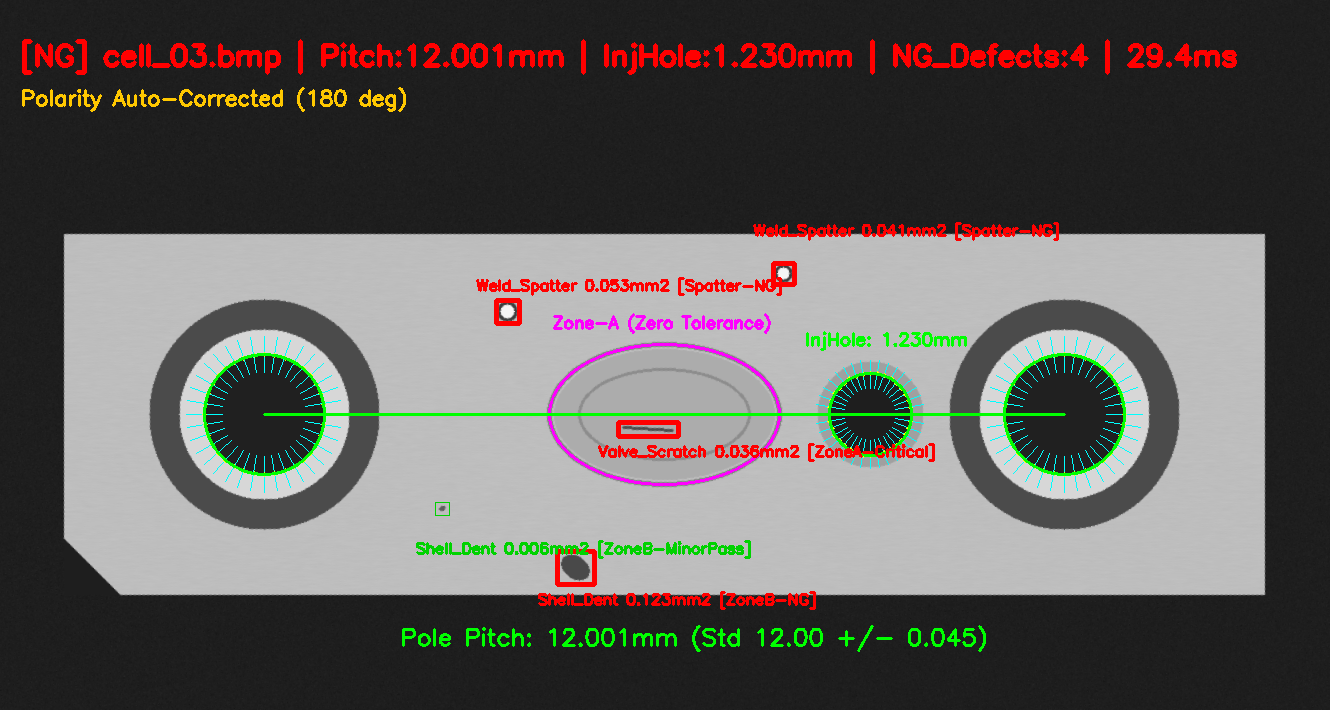 [NG] cell_03.bmp | Pitch:12.001mm | InjHole:1.230mm | NG_Defects:4 | 29.4ms
Polarity Auto-Corrected (180 deg)
Weld_Spatter 0.041mm2 [Spatter-NG]
Weld_Spatter 0.053mm2 [Spatter-NG]
Zone-A (Zero Tolerance)
InjHole: 1.230mm
Valve_Scratch 0.036mm2 [ZoneA-Critical]
Shell_Dent 0.006mm2 [ZoneB-MinorPass]
Shell_Dent 0.123mm2 [ZoneB-NG]
Pole Pitch: 12.001mm (Std 12.00 +/- 0.045)